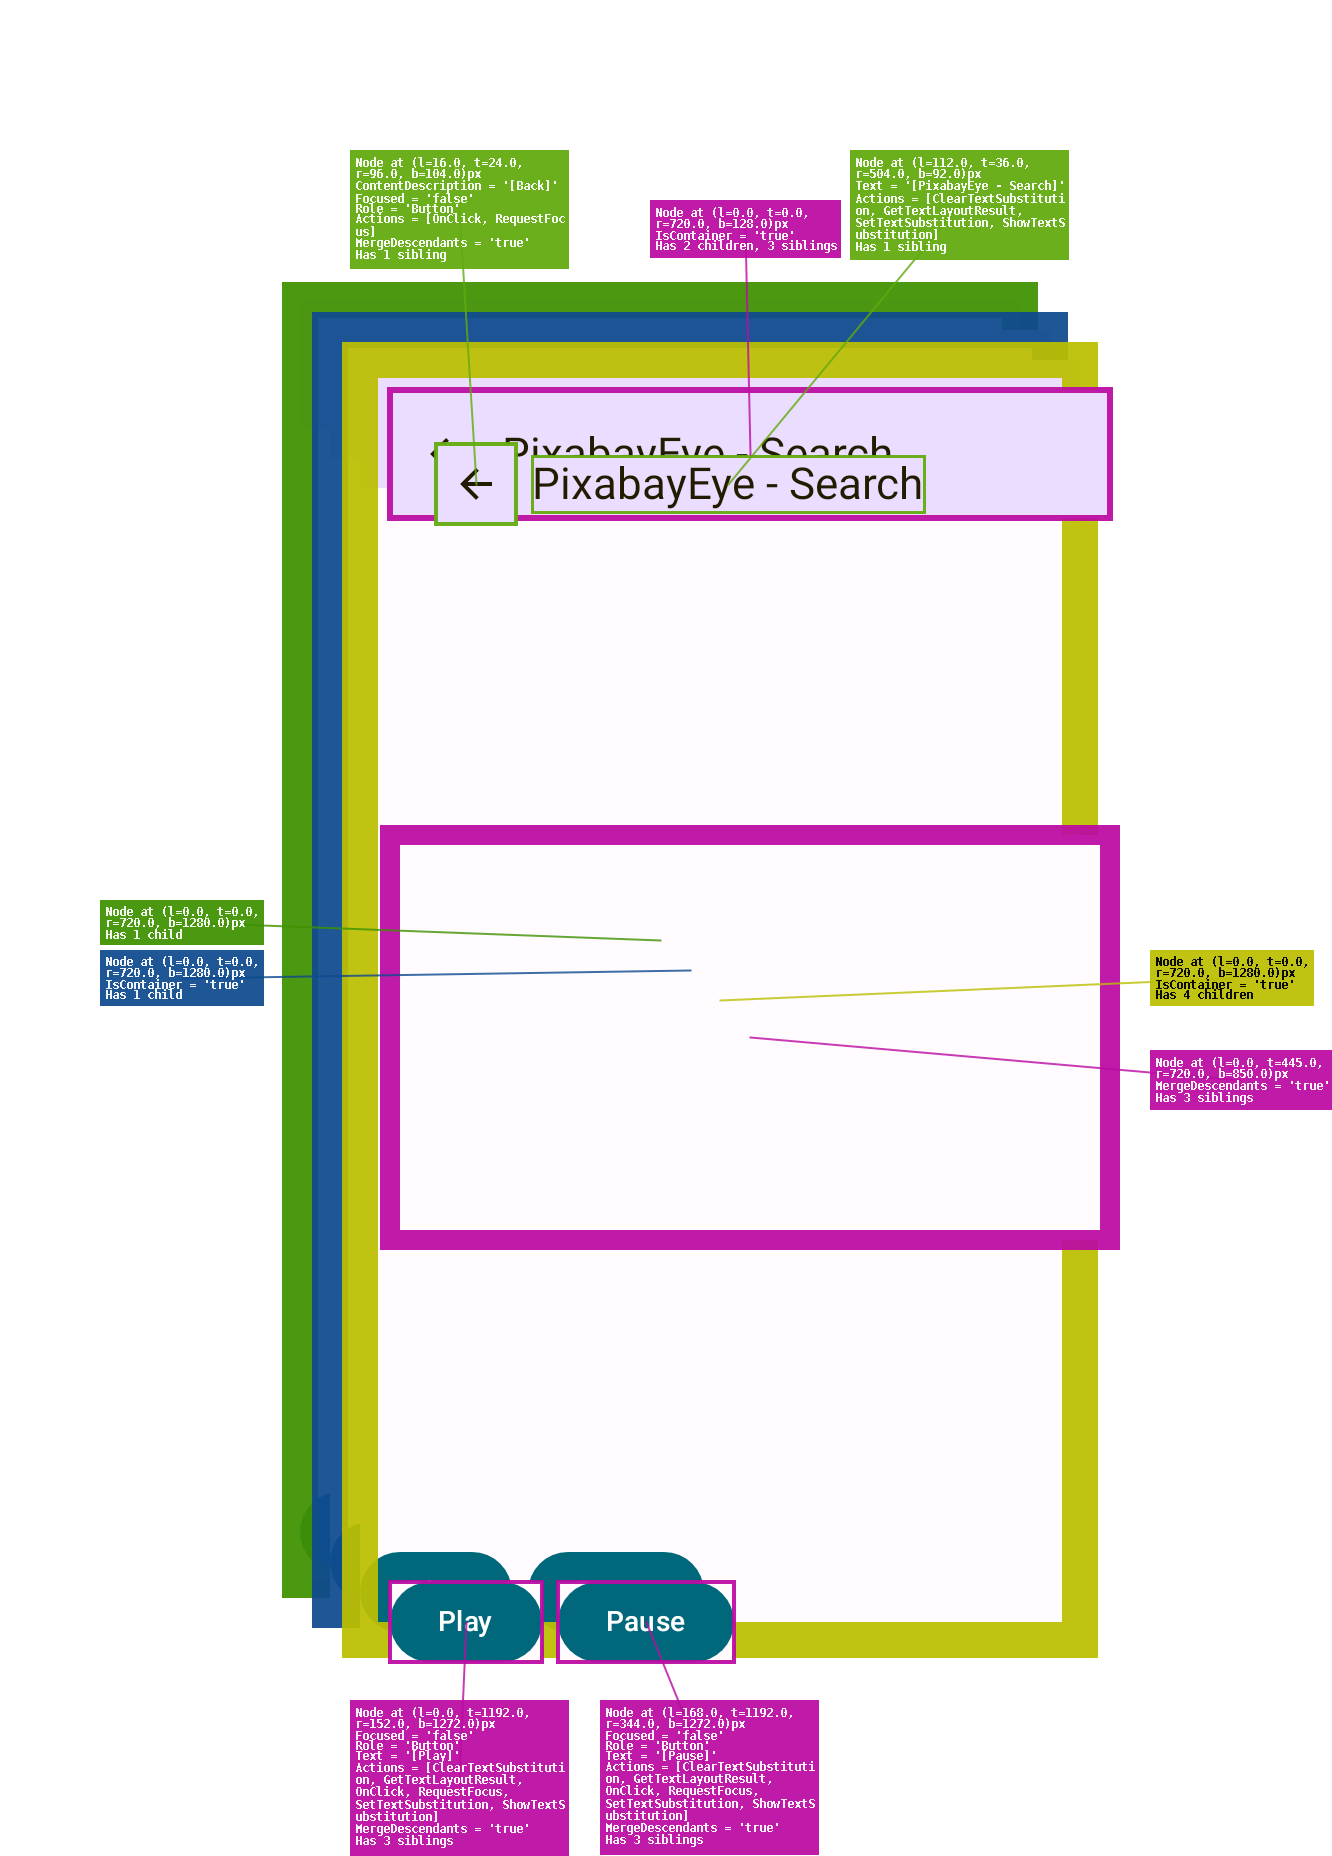 Node at (l=16.0, t=24.0,
r=96.0, b=104.0)px
ContentDescription = '[Back]'
Focused = 'false'
Role = 'Button'
Actions = [OnClick, RequestFoc
us]
MergeDescendants = 'true'
Has 1 sibling
Node at (l=0.0, t=0.0,
r=720.0, b=128.0)px
IsContainer = 'true'
Has 2 children, 3 siblings
Node at (l=112.0, t=36.0,
r=504.0, b=92.0)px
Text = '[PixabayEye - Search]'
Actions = [ClearTextSubstituti
on, GetTextLayoutResult,
SetTextSubstitution, ShowTextS
ubstitution]
Has 1 sibling
PixabayEye - Search
PixabayEye - Search
Node at (l=0.0, t=0.0,
r=720.0, b=1280.0)px
Has 1 child
Node at (l=0.0, t=0.0,
r=720.0, b=1280.0)px
IsContainer = 'true'
Has 1 child
Node at (l=0.0, t=0.0,
r=720.0, b=1280.0)px
IsContainer = 'true'
Has 4 children
Node at (l=0.0, t=445.0,
r=720.0, b=850.0)px
MergeDescendants = 'true'
Has 3 siblings
Play
Pause
Node at (l=0.0, t=1192.0,
r=152.0, b=1272.0)px
Focused = 'false'
Role = 'Button'
Text = '[Play]'
Actions = [ClearTextSubstituti
on, GetTextLayoutResult,
OnClick, RequestFocus,
SetTextSubstitution, ShowTextS
ubstitution]
MergeDescendants = 'true'
Has 3 siblings
Node at (l=168.0, t=1192.0,
r=344.0, b=1272.0)px
Focused = 'false'
Role = 'Button'
Text = '[Pause]'
Actions = [ClearTextSubstituti
on, GetTextLayoutResult,
OnClick, RequestFocus,
SetTextSubstitution, ShowTextS
ubstitution]
MergeDescendants = 'true'
Has 3 siblings